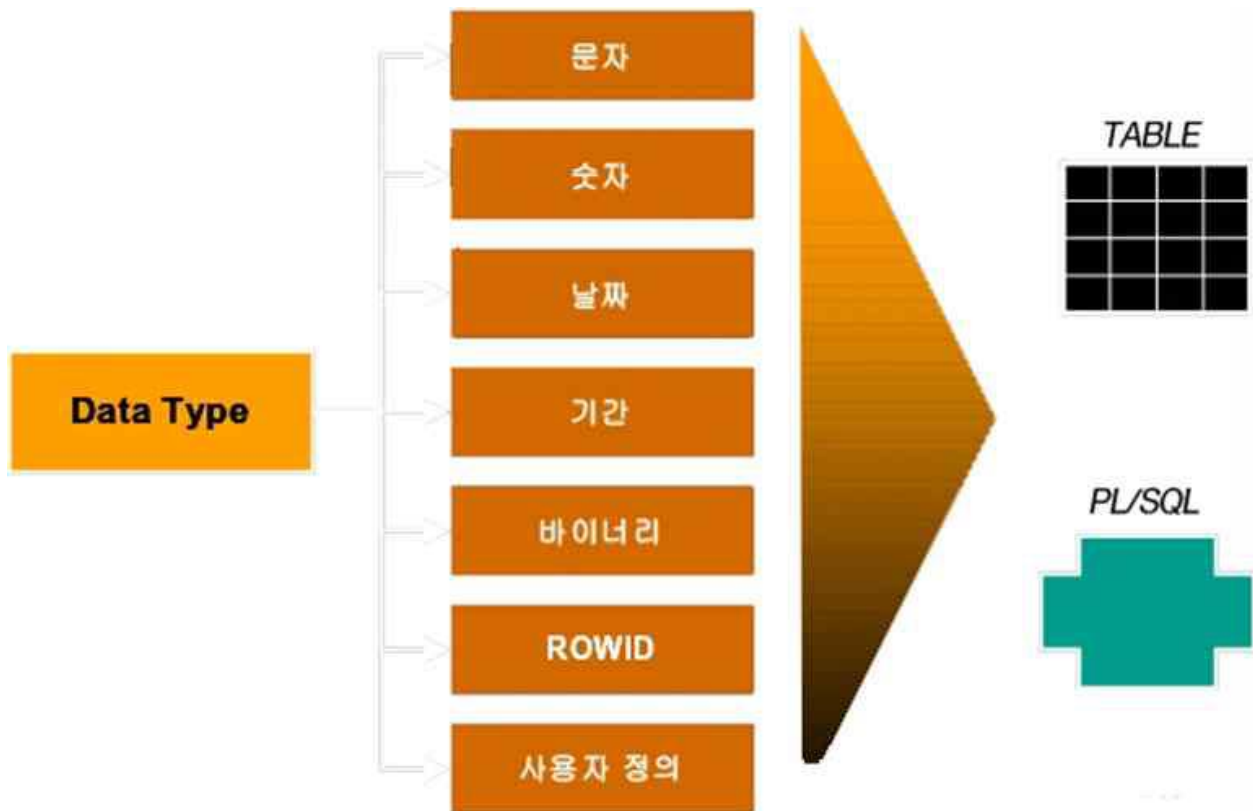 Data Type
문자
숫자
날짜
기간
바이너리
ROWID
사용자 정의
TABLE
PL/SQL